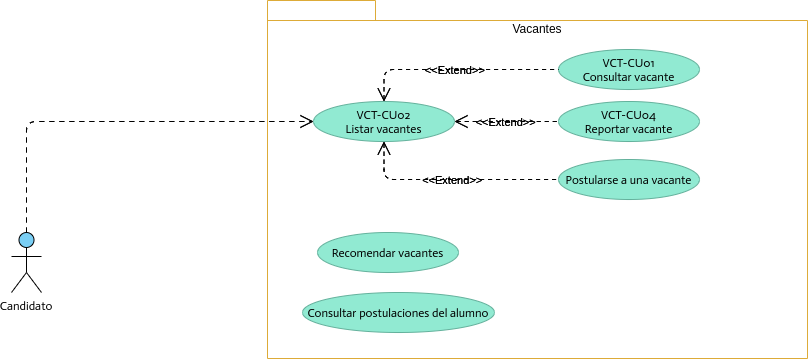 Vacantes
VCT-CU01
Consultar vacante
<<Extend>>
VCT-CU02
Listar vacantes
<<Extend>>
VCT-CU04
Reportar vacante
<<Extend>>
Postularse a una vacante
Recomendar vacantes
Candidato
Consultar postulaciones del alumno